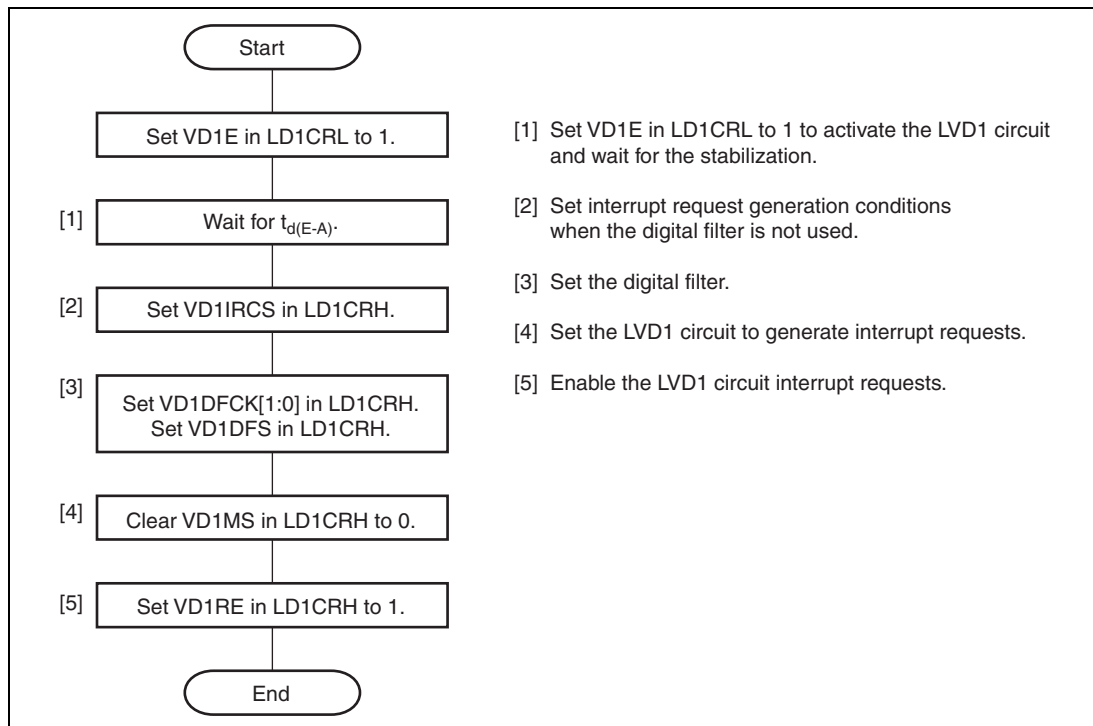 Start
Set VD1E in LD1CRL to 1.
[1] Wait for td(E-A).
[2] Set VD1IRCS in LD1CRH.
[3] Set VD1DFCK[1:0] in LD1CRH.
Set VD1DFS in LD1CRH.
[4] Clear VD1MS in LD1CRH to 0.
[5] Set VD1RE in LD1CRH to 1.
End
[1] Set VD1E in LD1CRL to 1 to activate the LVD1 circuit
and wait for the stabilization.
[2] Set interrupt request generation conditions
when the digital filter is not used.
[3] Set the digital filter.
[4] Set the LVD1 circuit to generate interrupt requests.
[5] Enable the LVD1 circuit interrupt requests.